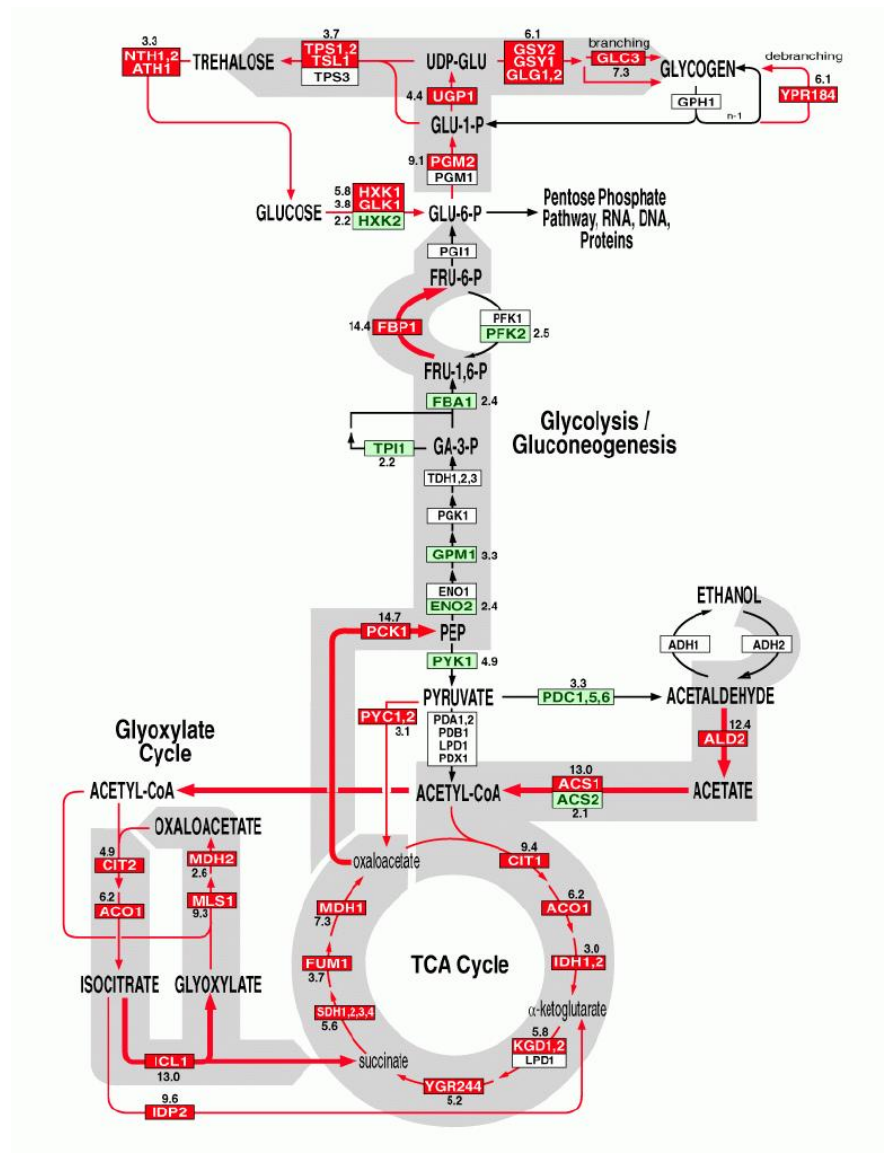 3.3
NTH1,2
ATH1
TREHALOSE
3.7
TPS1,2
TSL1
TPS3
UDP-GLU
6.1
GSY2
GSY1
GLG1,2
branching
GLC3
7.3
GLYCOGEN
debranching
6.1
YPR184
GPH1
n-1
4.4
UGP1
GLU-1-P
9.1
PGM2
PGM1
GLUCOSE
5.8
3.8
2.2
HXK1
GLK1
HXK2
GLU-6-P
Pentose Phosphate
Pathway, RNA, DNA,
Proteins
PGI1
FRU-6-P
14.4
FBP1
PFK1
PFK2
2.5
FRU-1,6-P
FBA1
2.4
Glycolysis /
Gluconeogenesis
TPI1
2.2
GA-3-P
TDH1,2,3
PGK1
GPM1
3.3
ENO1
ENO2
2.4
14.7
PCK1
PEP
PYK1
4.9
ETHANOL
ADH1
ADH2
PYRUVATE
3.3
PDC1,5,6
ACETALDEHYDE
PYC1,2
3.1
PDA1,2
PDB1
LPD1
PDX1
12.4
ALD2
Glyoxylate
Cycle
ACETYL-CoA
ACETYL-CoA
13.0
ACS1
ACS2
2.1
ACETATE
OXALOACETATE
4.9
CIT2
MDH2
2.6
6.2
ACO1
MLS1
9.3
ISOCITRATE
GLYOXYLATE
ICL1
13.0
9.6
IDP2
oxaloacetate
9.4
CIT1
6.2
ACO1
3.0
IDH1,2
α-ketoglutarate
5.8
KGD1,2
LPD1
YGR244
5.2
succinate
SDH1,2,3,4
5.6
FUM1
3.7
MDH1
7.3
TCA Cycle